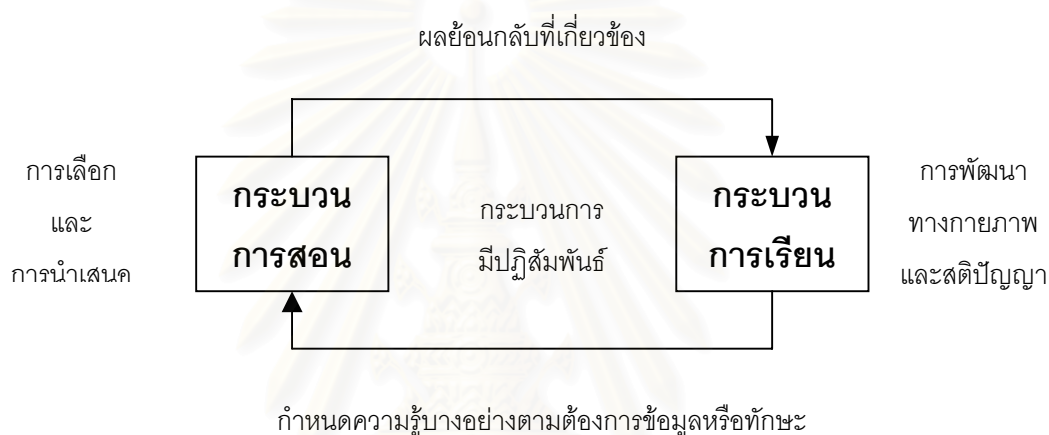 ผลย้อนกลับที่เกี่ยวข้อง
การเลือก
และ
การนำเสนอ
กระบวน
การสอน
กระบวนการ
มีปฏิสัมพันธ์
กระบวน
การเรียน
การพัฒนา
ทางกายภาพ
และสติปัญญา
กำหนดความรู้บางอย่างตามต้องการข้อมูลหรือทักษะ